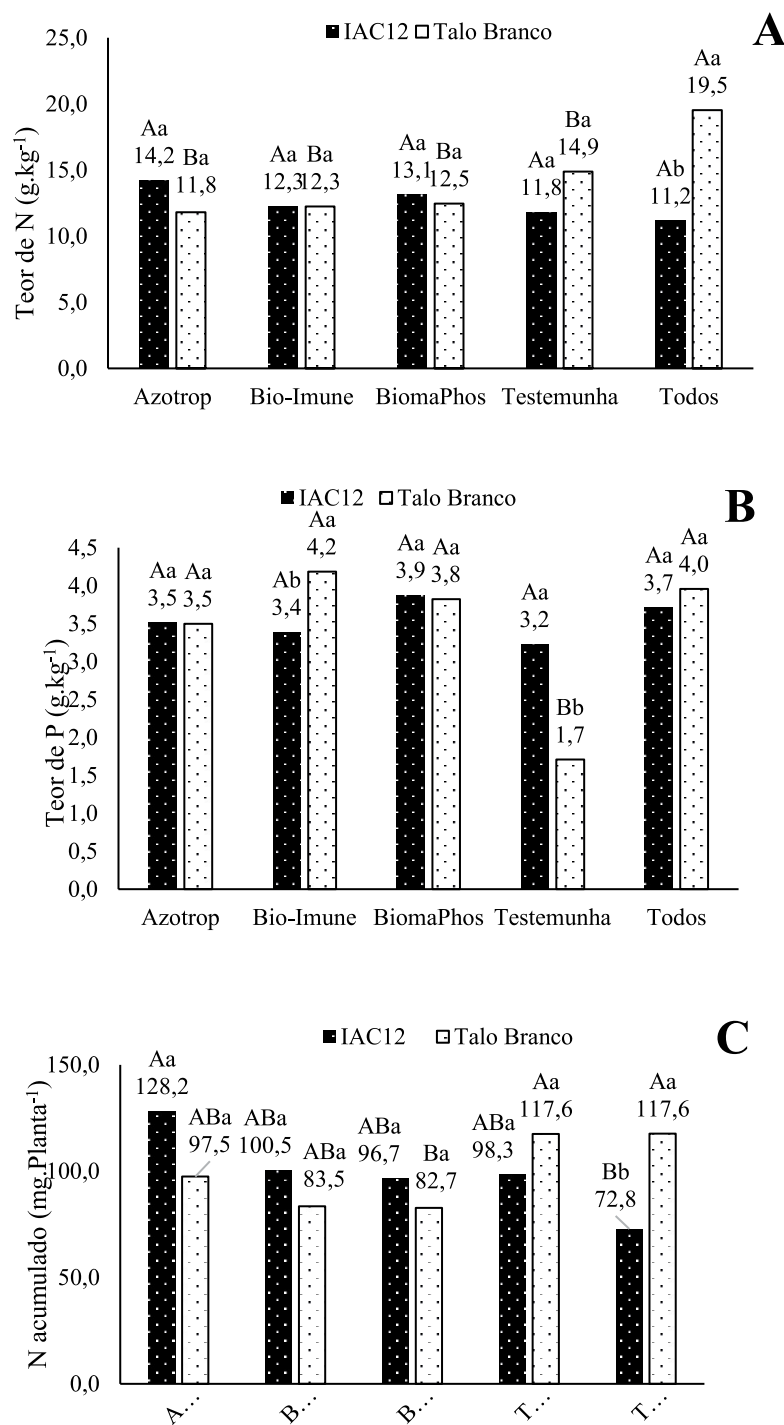 IAC12 Talo Branco
A
25,0
20,0
15,0
10,0
5,0
0,0
Teor de N (g.kg-1)
Aa
14,2
Ba
11,8
Aa
12,3
Ba
12,3
Aa
13,1
Ba
12,5
Aa
11,8
Ba
14,9
Ab
11,2
Aa
19,5
Azotrop Bio-Imune BiomaPhos Testemunha Todos
IAC12 Talo Branco
B
4,5
4,0
3,5
3,0
2,5
2,0
1,5
1,0
0,5
0,0
Teor de P (g.kg-1)
Aa
3,5
Aa
3,5
Ab
3,4
Aa
4,2
Aa
3,9
Aa
3,8
Aa
3,2
Bb
1,7
Aa
3,7
Aa
4,0
Azotrop Bio-Imune BiomaPhos Testemunha Todos
IAC12 Talo Branco
C
150,0
100,0
50,0
0,0
N acumulado (mg.Planta-1)
Aa
128,2
ABa
97,5
ABa
100,5
ABa
83,5
ABa
96,7
Ba
82,7
ABa
98,3
Aa
117,6
Bb
72,8
Aa
117,6
A... B... B... T... T...